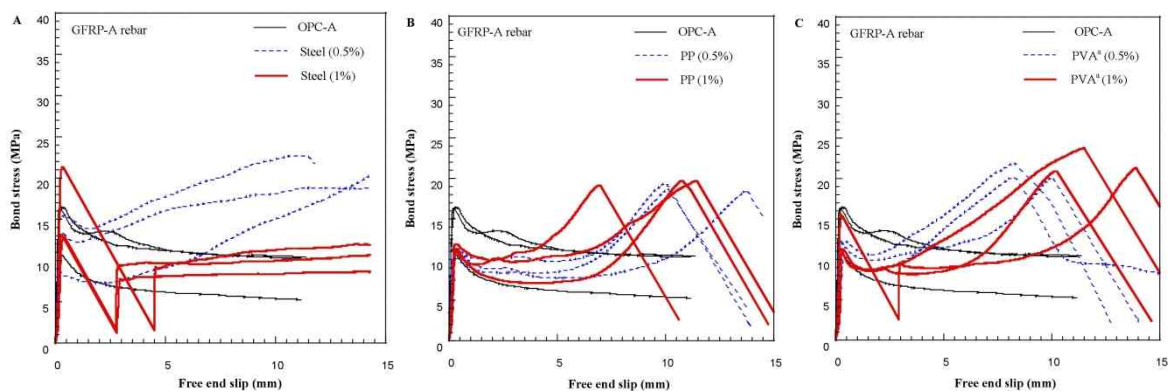 A
GFRP-A rebar
OPC-A
Steel (0.5%)
Steel (1%)
40
35
30
25
20
15
10
5
0
Bond stress (MPa)
0
5
10
15
Free end slip (mm)
B
GFRP-A rebar
OPC-A
PP (0.5%)
PP (1%)
40
35
30
25
20
15
10
5
0
Bond stress (MPa)
0
5
10
15
Free end slip (mm)
C
GFRP-A rebar
OPC-A
PVAª (0.5%)
PVAª (1%)
40
35
30
25
20
15
10
5
0
Bond stress (MPa)
0
5
10
15
Free end slip (mm)